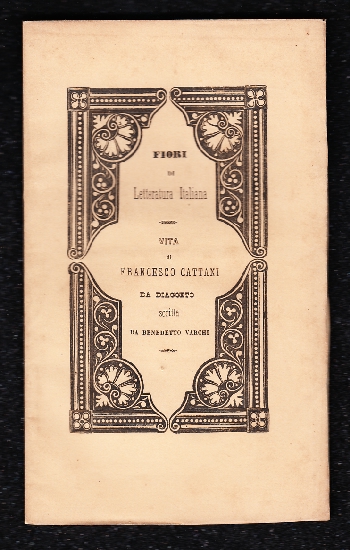 FIORI
DI
Letteratura Italiana
VITA
di
FRANCESCO CATTANI
DA DIACCETO
scritta
DA BENEDETTO VARCHI